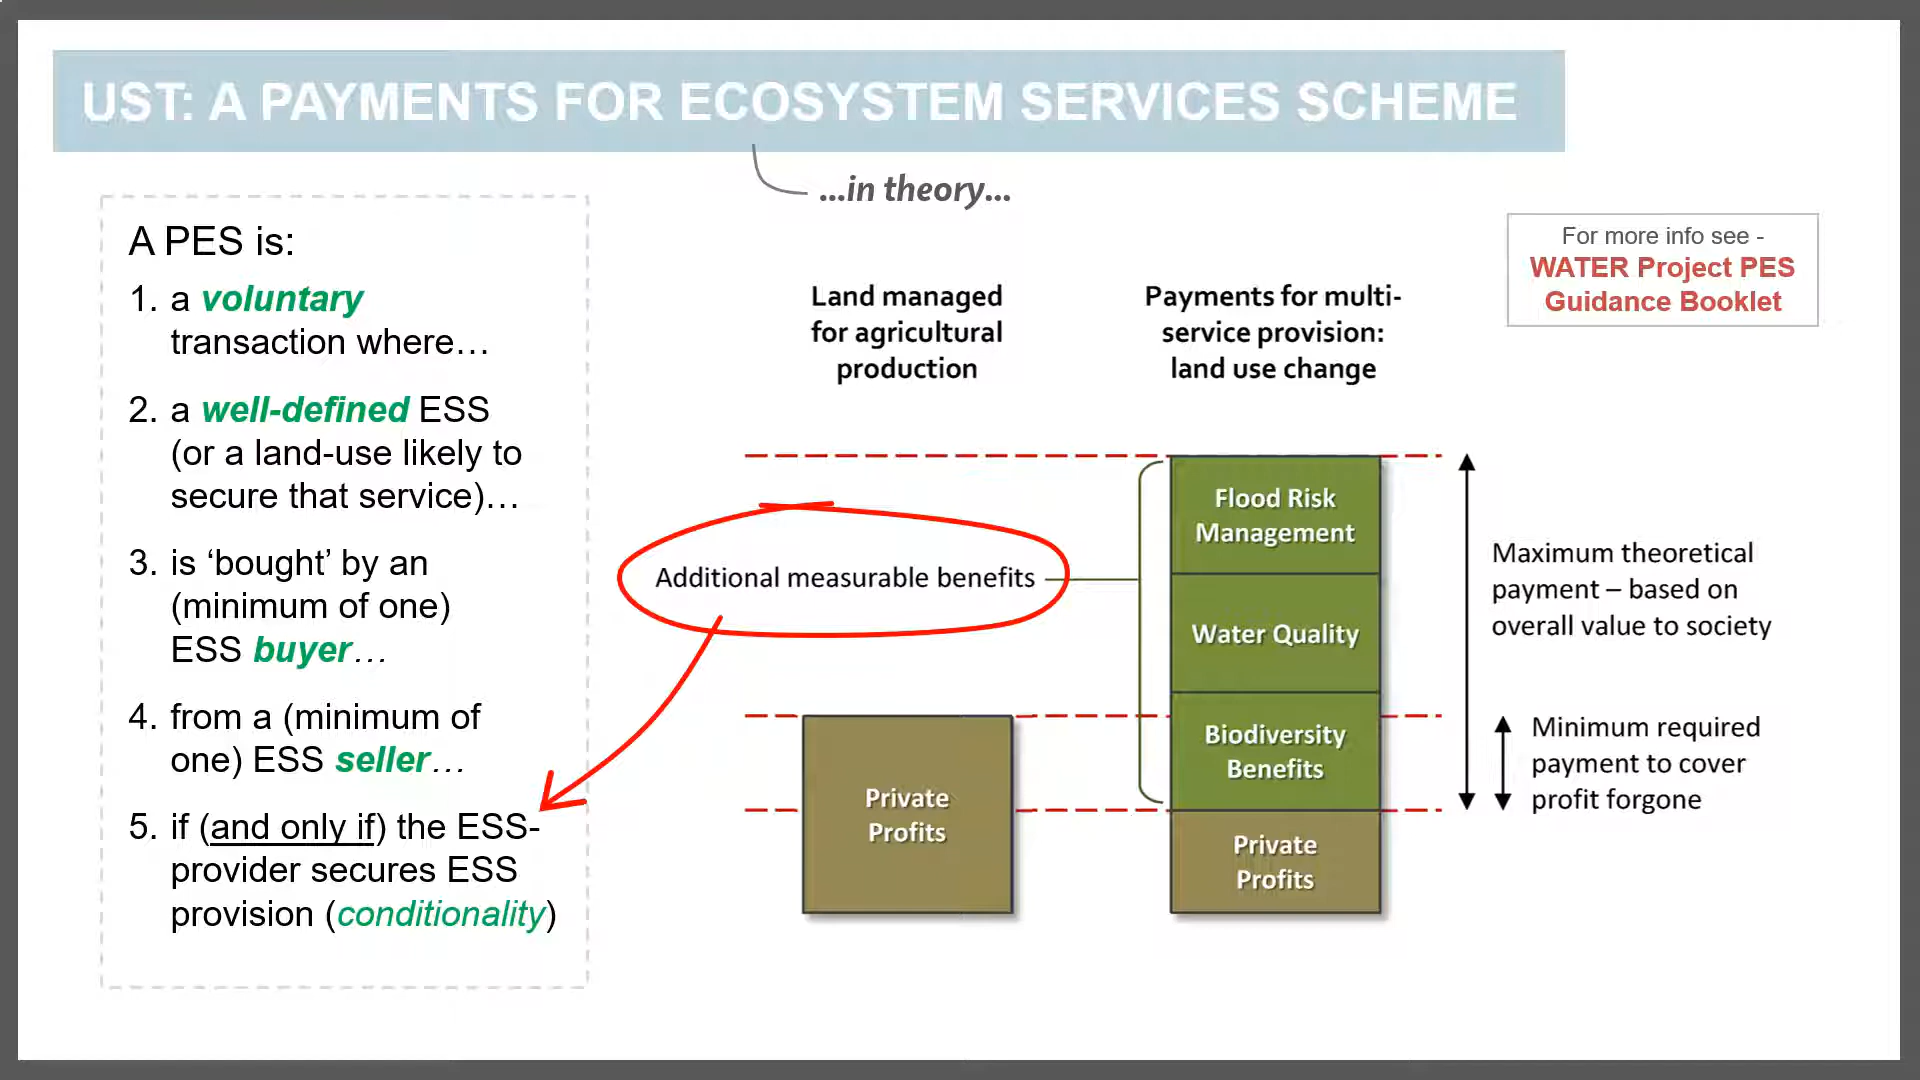 UST: A PAYMENTS FOR ECOSYSTEM SERVICES SCHEME
...in theory...
A PES is:
1. a voluntary
transaction where…
2. a well-defined ESS
(or a land-use likely to
secure that service)…
3. is ‘bought’ by an
(minimum of one)
ESS buyer…
4. from a (minimum of
one) ESS seller…
5. if (and only if) the ESS-
provider secures ESS
provision (conditionality)
For more info see -
WATER Project PES
Guidance Booklet
Land managed
for agricultural
production
Payments for multi-
service provision:
land use change
Additional measurable benefits
Flood Risk
Management
Water Quality
Biodiversity
Benefits
Private
Profits
Private
Profits
Maximum theoretical
payment – based on
overall value to society
Minimum required
payment to cover
profit forgone